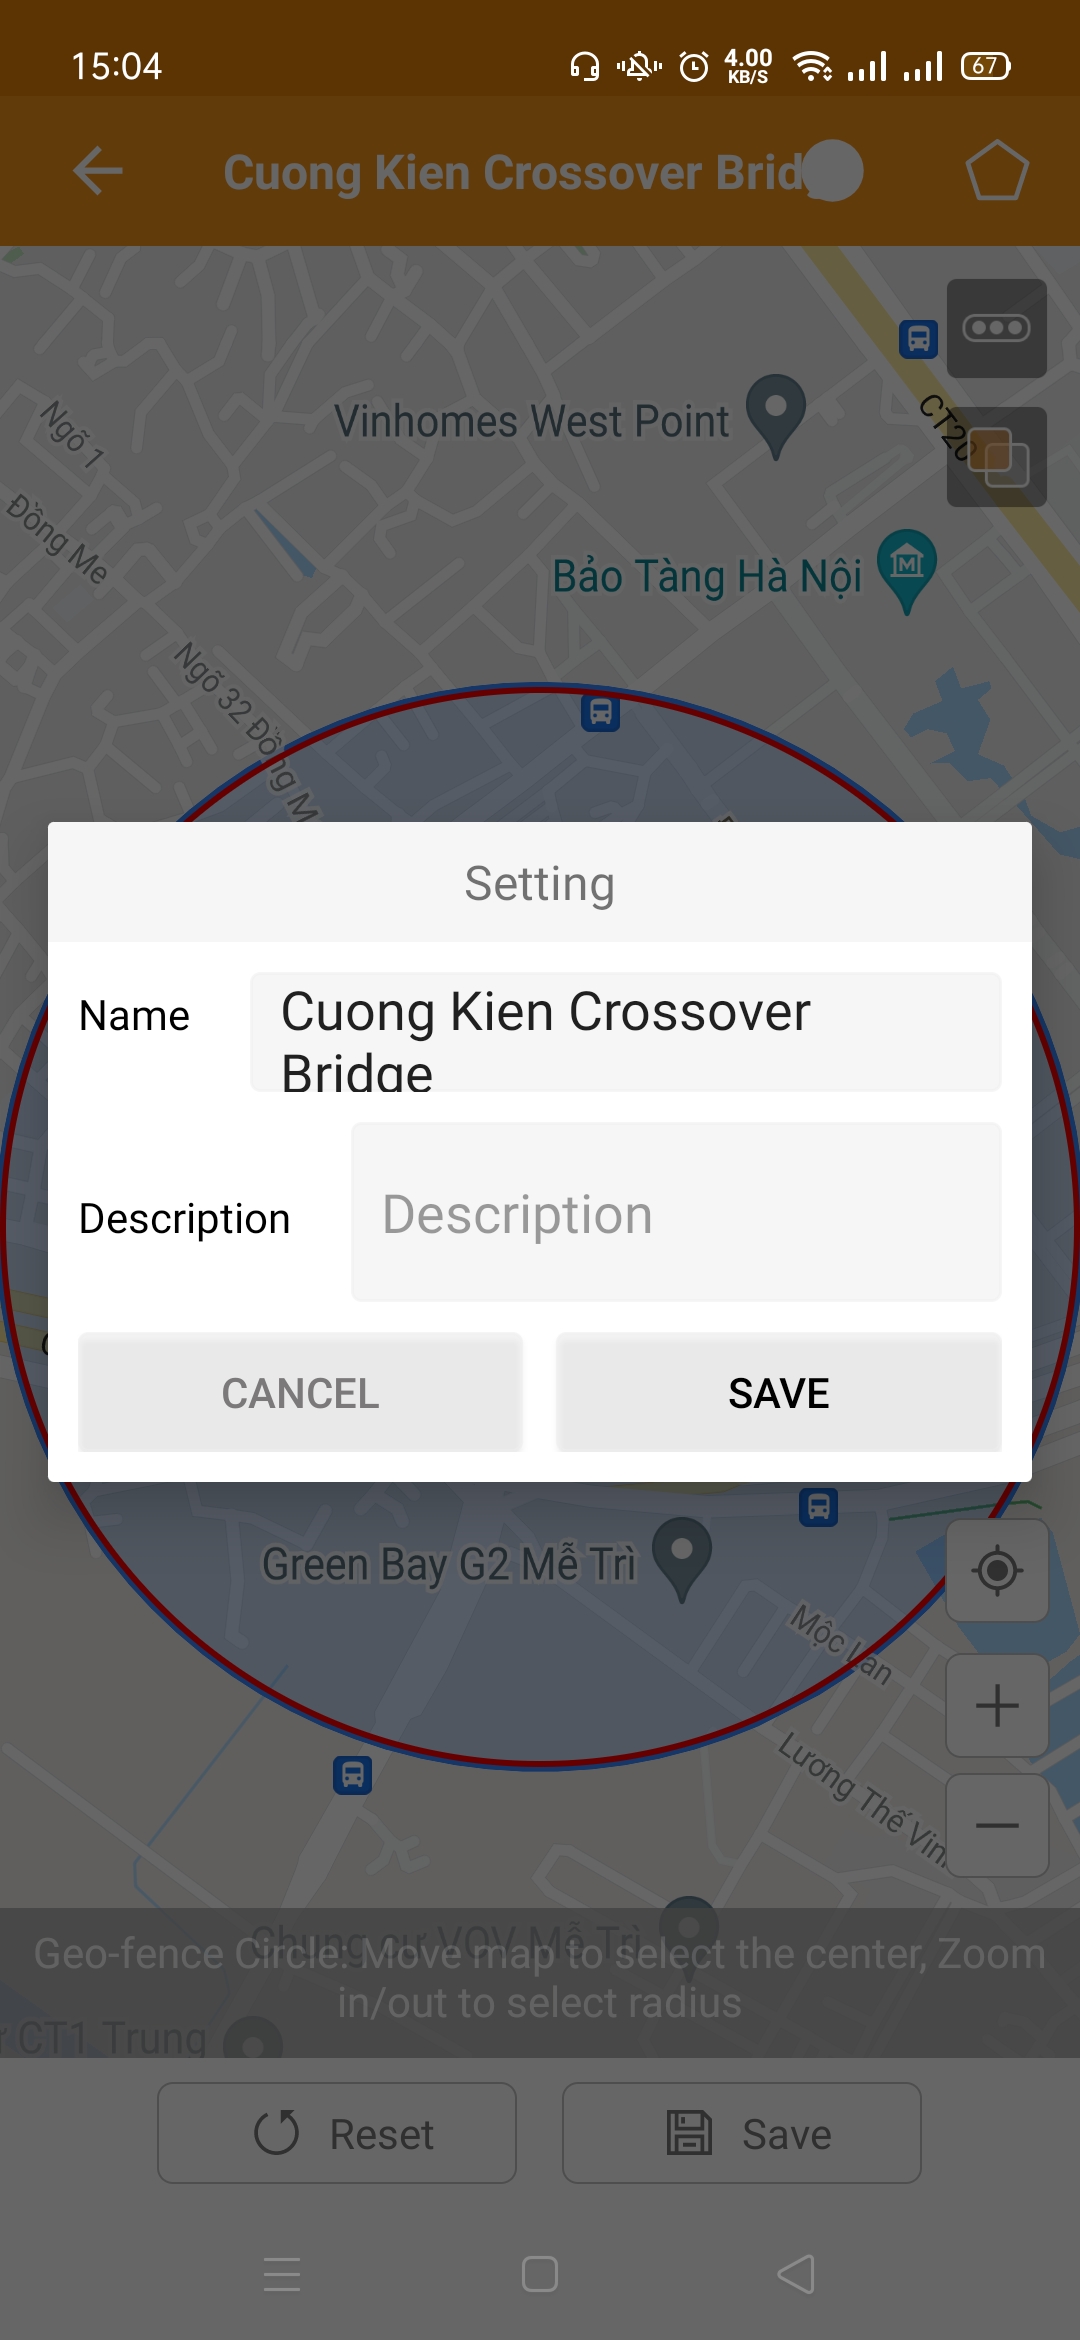 15:04
4.00
KB/S
67
Cuong Kien Crossover Brid
Vinhomes West Point
CT20
Ngõ 1
Đồng Me
Bảo Tàng Hà Nội
M
Ngõ 32 Đồng M
Setting
Name
Cuong Kien Crossover
Bridge
Description
Description
CANCEL
SAVE
Green Bay G2 Mễ Trì
Mộc Lan
Lương Thế Vin
Chung cư VOV Mễ Trì
Geo-fence Circle: Move map to select the center, Zoom
in/out to select radius
CT1 Trung
Reset
Save